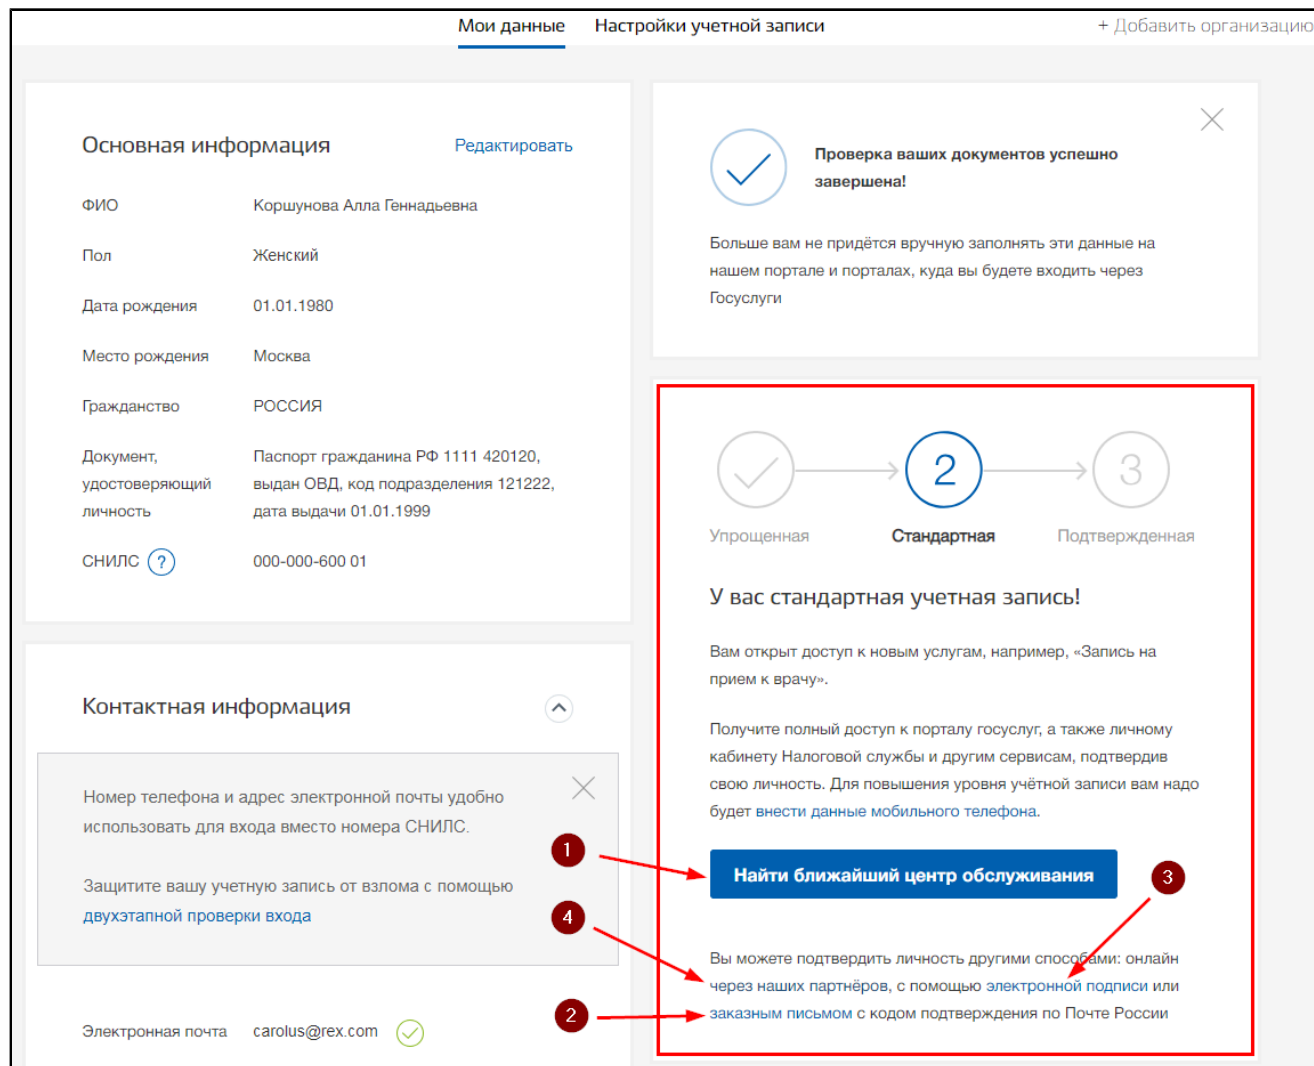 Мои данные
Настройки учетной записи
+ Добавить организацию
Основная информация
Редактировать
ФИО
Коршунова Алла Геннадьевна
Пол
Женский
Дата рождения
01.01.1980
Место рождения
Москва
Гражданство
РОССИЯ
Документ,
удостоверяющий
личность
Паспорт гражданина РФ 1111 420120,
выдан ОВД, код подразделения 121222,
дата выдачи 01.01.1999
СНИЛС ?
000-000-600 01
Контактная информация
Номер телефона и адрес электронной почты удобно
использовать для входа вместо номера СНИЛС.
Защитите вашу учетную запись от взлома с помощью
двухэтапной проверки входа
Электронная почта
carolus@rex.com
Проверка ваших документов успешно
завершена!
Больше вам не придётся вручную заполнять эти данные на
нашем портале и порталах, куда вы будете входить через
Госуслуги
2
3
Упрощенная
Стандартная
Подтвержденная
У вас стандартная учетная запись!
Вам открыт доступ к новым услугам, например, «Запись на
прием к врачу».
Получите полный доступ к порталу госуслуг, а также личному
кабинету Налоговой службы и другим сервисам, подтвердив
свою личность. Для повышения уровня учётной записи вам надо
будет внести данные мобильного телефона.
1
Найти ближайший центр обслуживания
3
4
Вы можете подтвердить личность другими способами: онлайн
через наших партнёров, с помощью электронной подписи или
2
заказным письмом с кодом подтверждения по Почте России